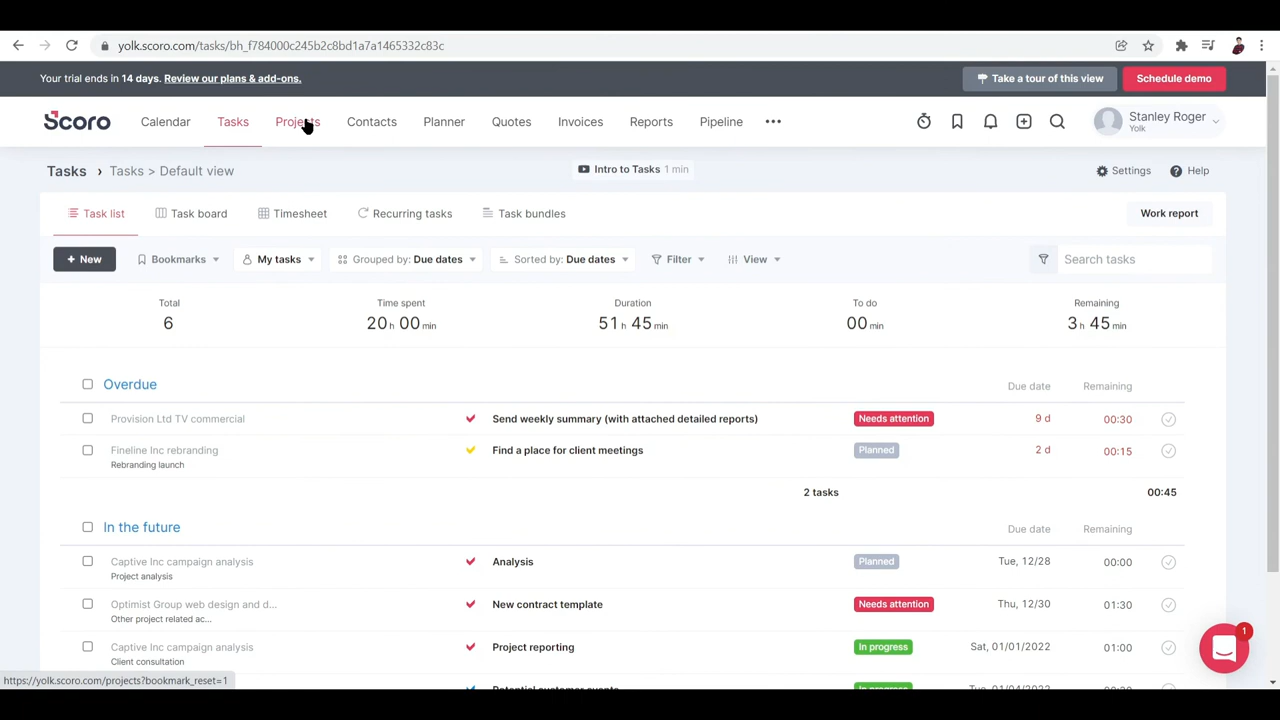 yolk.scoro.com/tasks/bh_f784000c245b2c8bd1a7a1465332c83c
Your trial ends in 14 days. Review our plans & add-ons.
Take a tour of this view
Schedule demo
Scoro
Calendar
Tasks
Projects
Contacts
Planner
Quotes
Invoices
Reports
Pipeline
Stanley Roger
Yolk
Tasks › Tasks > Default view
Intro to Tasks 1 min
Settings
Help
Task list
Task board
Timesheet
Recurring tasks
Task bundles
Work report
+ New
Bookmarks
My tasks
Grouped by: Due dates
Sorted by: Due dates
Filter
View
Search tasks
Total
Time spent
Duration
To do
Remaining
6
20 h 00 min
51 h 45 min
00 min
3 h 45 min
Overdue
Due date
Remaining
Provision Ltd TV commercial
Send weekly summary (with attached detailed reports)
Needs attention
9 d
00:30
Fineline Inc rebranding
Rebranding launch
Find a place for client meetings
Planned
2 d
00:15
2 tasks
00:45
In the future
Due date
Remaining
Captive Inc campaign analysis
Project analysis
Analysis
Planned
Tue, 12/28
00:00
Optimist Group web design and d...
Other project related ac...
New contract template
Needs attention
Thu, 12/30
01:30
Captive Inc campaign analysis
Client consultation
Project reporting
In progress
Sat, 01/01/2022
01:00
1
https://yolk.scoro.com/projects?bookmark_reset=1
Potential customer events
In progress
Tue, 01/04/2022